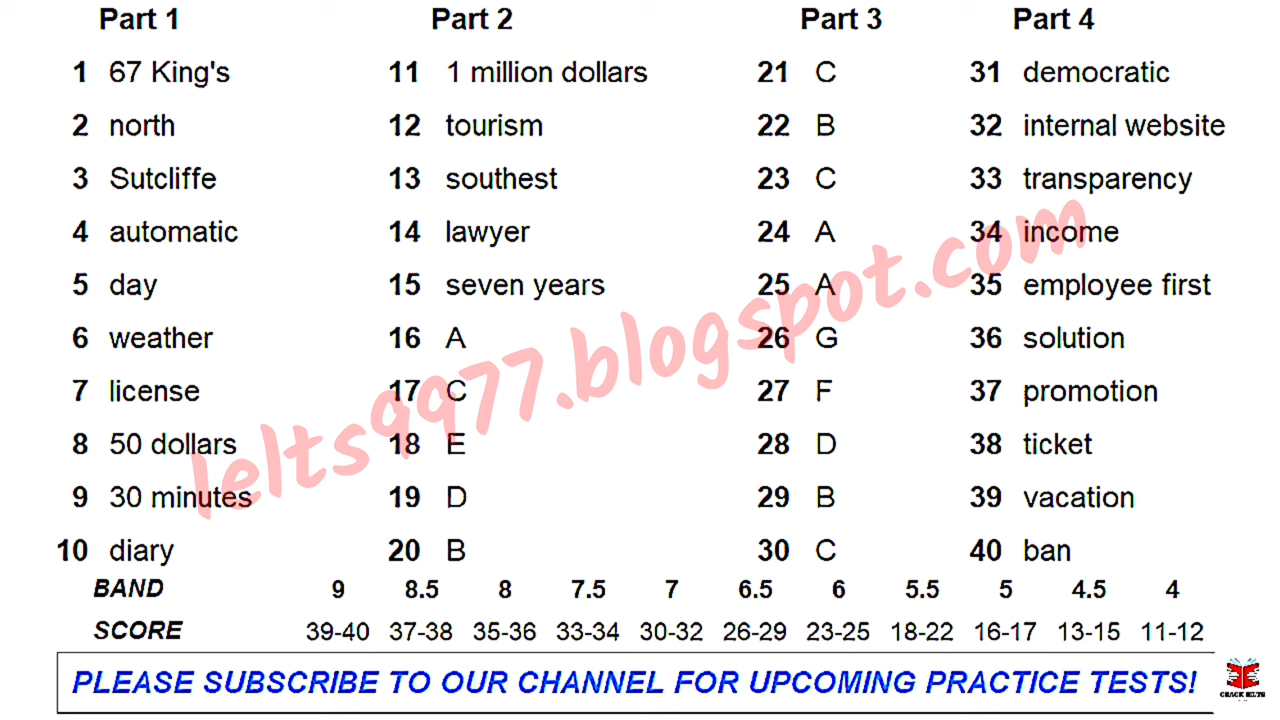 Part 1 Part 2 Part 3 Part 4
1 67 King's 11 1 million dollars 21 C 31 democratic
2 north 12 tourism 22 B 32 internal website
3 Sutcliffe 13 southest 23 C 33 transparency
4 automatic 14 lawyer 24 A 34 income
5 day 15 seven years 25 A 35 employee first
6 weather 16 A 26 G 36 solution
7 license 17 C 27 F 37 promotion
8 50 dollars 18 E 28 D 38 ticket
9 30 minutes 19 D 29 B 39 vacation
10 diary 20 B 30 C 40 ban
Ielts9977.blogspot.com
BAND 9 8.5 8 7.5 7 6.5 6 5.5 5 4.5 4
SCORE 39-40 37-38 35-36 33-34 30-32 26-29 23-25 18-22 16-17 13-15 11-12
PLEASE SUBSCRIBE TO OUR CHANNEL FOR UPCOMING PRACTICE TESTS!
CRACK IELTS